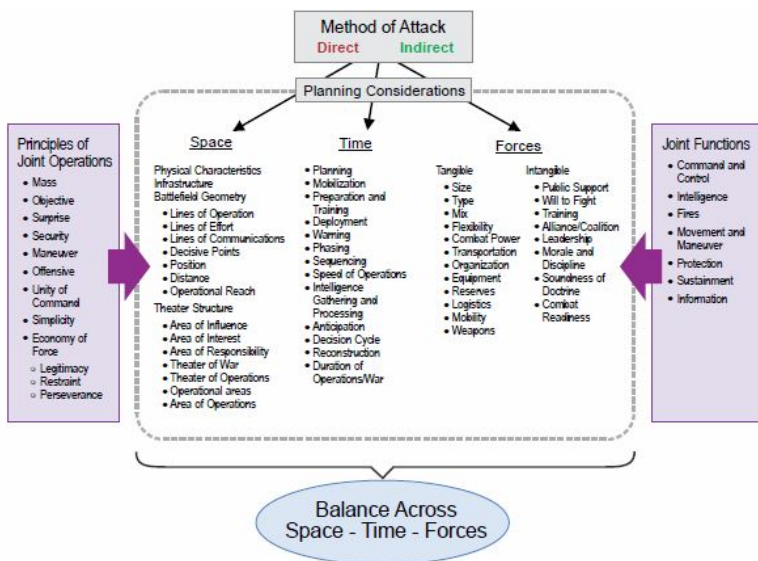 Method of Attack
Direct Indirect
Planning Considerations
Principles of
Joint Operations
• Mass
• Objective
• Surprise
• Security
• Maneuver
• Offensive
• Unity of
Command
• Simplicity
• Economy of
Force
○ Legitimacy
○ Restraint
○ Perseverance
Space
Physical Characteristics
Infrastructure
Battlefield Geometry
• Lines of Operation
• Lines of Effort
• Lines of Communications
• Decisive Points
• Position
• Distance
• Operational Reach
Theater Structure
• Area of Influence
• Area of Interest
• Area of Responsibility
• Theater of War
• Theater of Operations
• Operational areas
• Area of Operations
Time
• Planning
• Mobilization
• Preparation and
Training
• Deployment
• Warning
• Phasing
• Sequencing
• Speed of Operations
• Intelligence
Gathering and
Processing
• Anticipation
• Decision Cycle
• Reconstruction
• Duration of
Operations/War
Forces
Tangible
• Size
• Type
• Mix
• Flexibility
• Combat Power
• Transportation
• Organization
• Equipment
• Reserves
• Logistics
• Mobility
• Weapons
Intangible
• Public Support
• Will to Fight
• Training
• Alliance/Coalition
• Leadership
• Morale and
Discipline
• Soundness of
Doctrine
• Combat
Readiness
Joint Functions
• Command and
Control
• Intelligence
• Fires
• Movement and
Maneuver
• Protection
• Sustainment
• Information
Balance Across
Space - Time - Forces